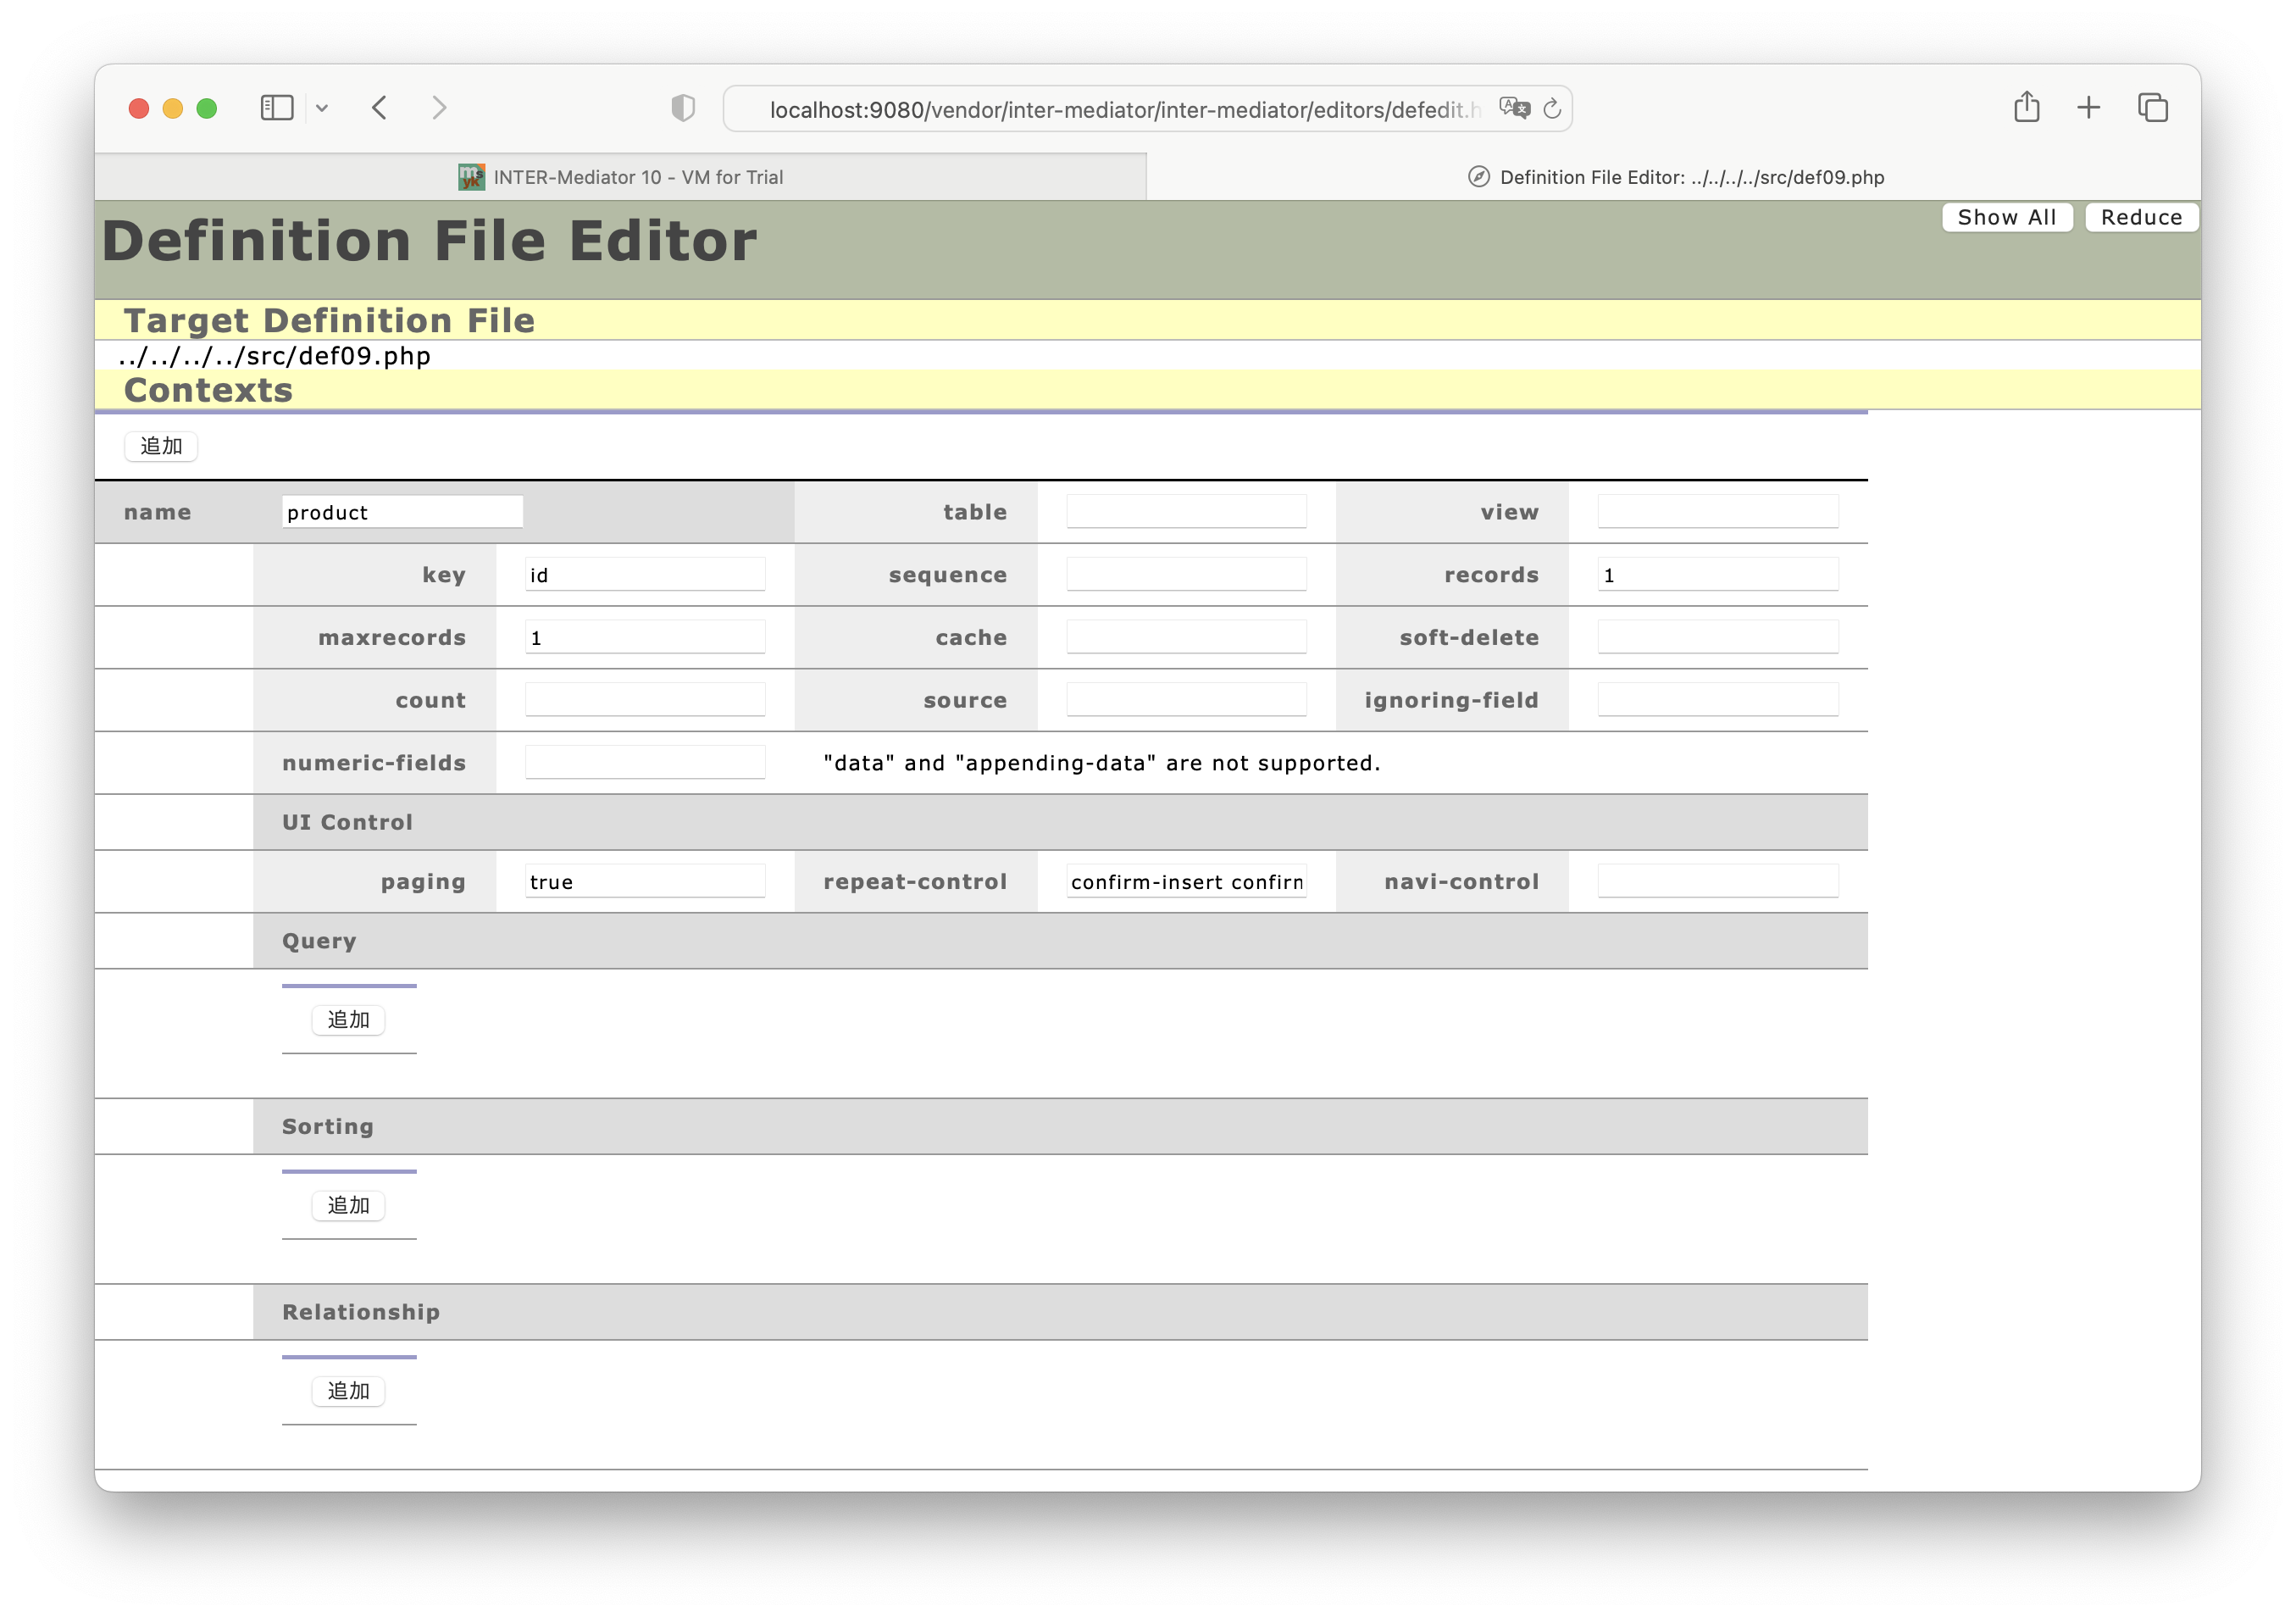 localhost:9080/vendor/inter-mediator/inter-mediator/editors/defedit.h
INTER-Mediator 10 - VM for Trial
Definition File Editor: ../../../../src/def09.php
Definition File Editor
Show All
Reduce
Target Definition File
../../../../src/def09.php
Contexts
追加
name product table view
key id sequence records 1
maxrecords 1 cache soft-delete
count source ignoring-field
numeric-fields "data" and "appending-data" are not supported.
UI Control
paging true repeat-control confirm-insert confirm navi-control
Query
追加
Sorting
追加
Relationship
追加